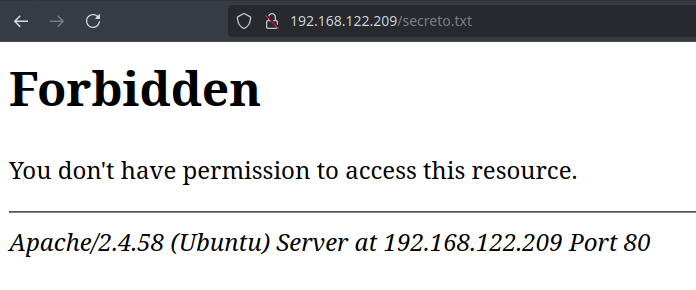 192.168.122.209/secreto.txt
Forbidden
You don't have permission to access this resource.
Apache/2.4.58 (Ubuntu) Server at 192.168.122.209 Port 80